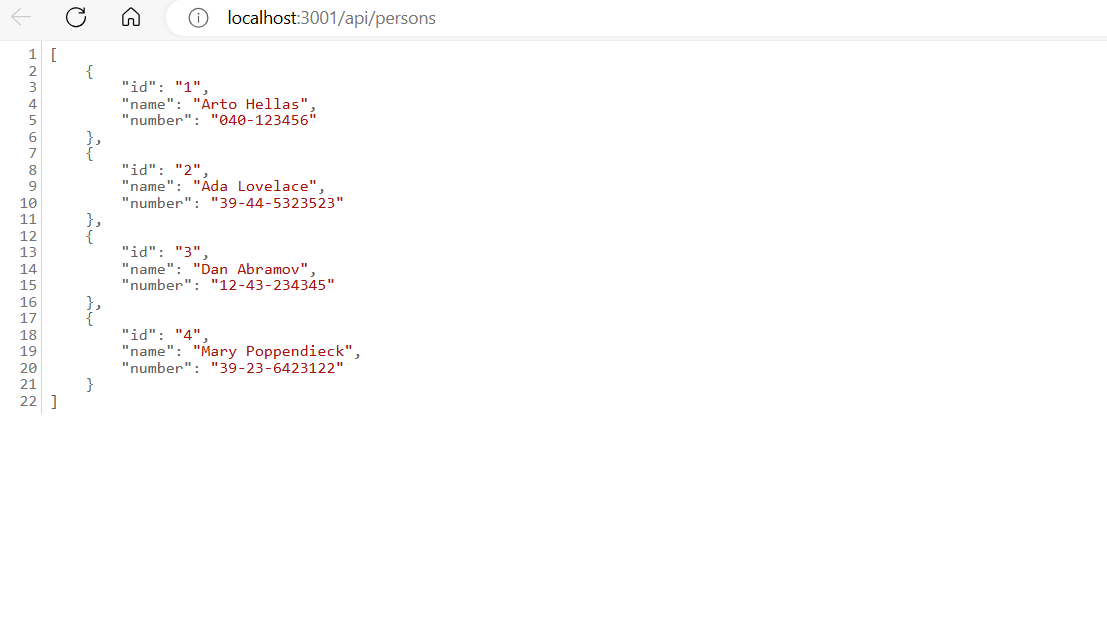 localhost:3001/api/persons
1 [
2     {
3         "id": "1",
4         "name": "Arto Hellas",
5         "number": "040-123456"
6     },
7     {
8         "id": "2",
9         "name": "Ada Lovelace",
10         "number": "39-44-5323523"
11     },
12     {
13         "id": "3",
14         "name": "Dan Abramov",
15         "number": "12-43-234345"
16     },
17     {
18         "id": "4",
19         "name": "Mary Poppendieck",
20         "number": "39-23-6423122"
21     }
22 ]